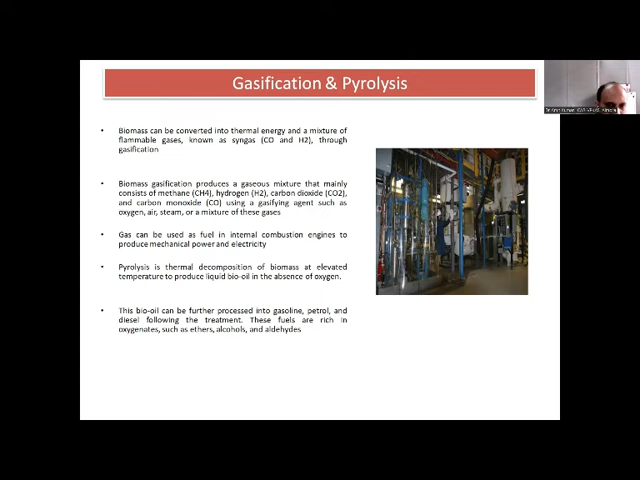 Gasification & Pyrolysis
• Biomass can be converted into thermal energy and a mixture of
flammable gases, known as syngas (CO and H2), through
gasification
• Biomass gasification produces a gaseous mixture that mainly
consists of methane (CH4), hydrogen (H2), carbon dioxide (CO2),
and carbon monoxide (CO) using a gasifying agent such as
oxygen, air, steam, or a mixture of these gases
• Gas can be used as fuel in internal combustion engines to
produce mechanical power and electricity
• Pyrolysis is thermal decomposition of biomass at elevated
temperature to produce liquid bio-oil in the absence of oxygen.
• This bio-oil can be further processed into gasoline, petrol, and
diesel following the treatment. These fuels are rich in
oxygenates, such as ethers, alcohols, and aldehydes